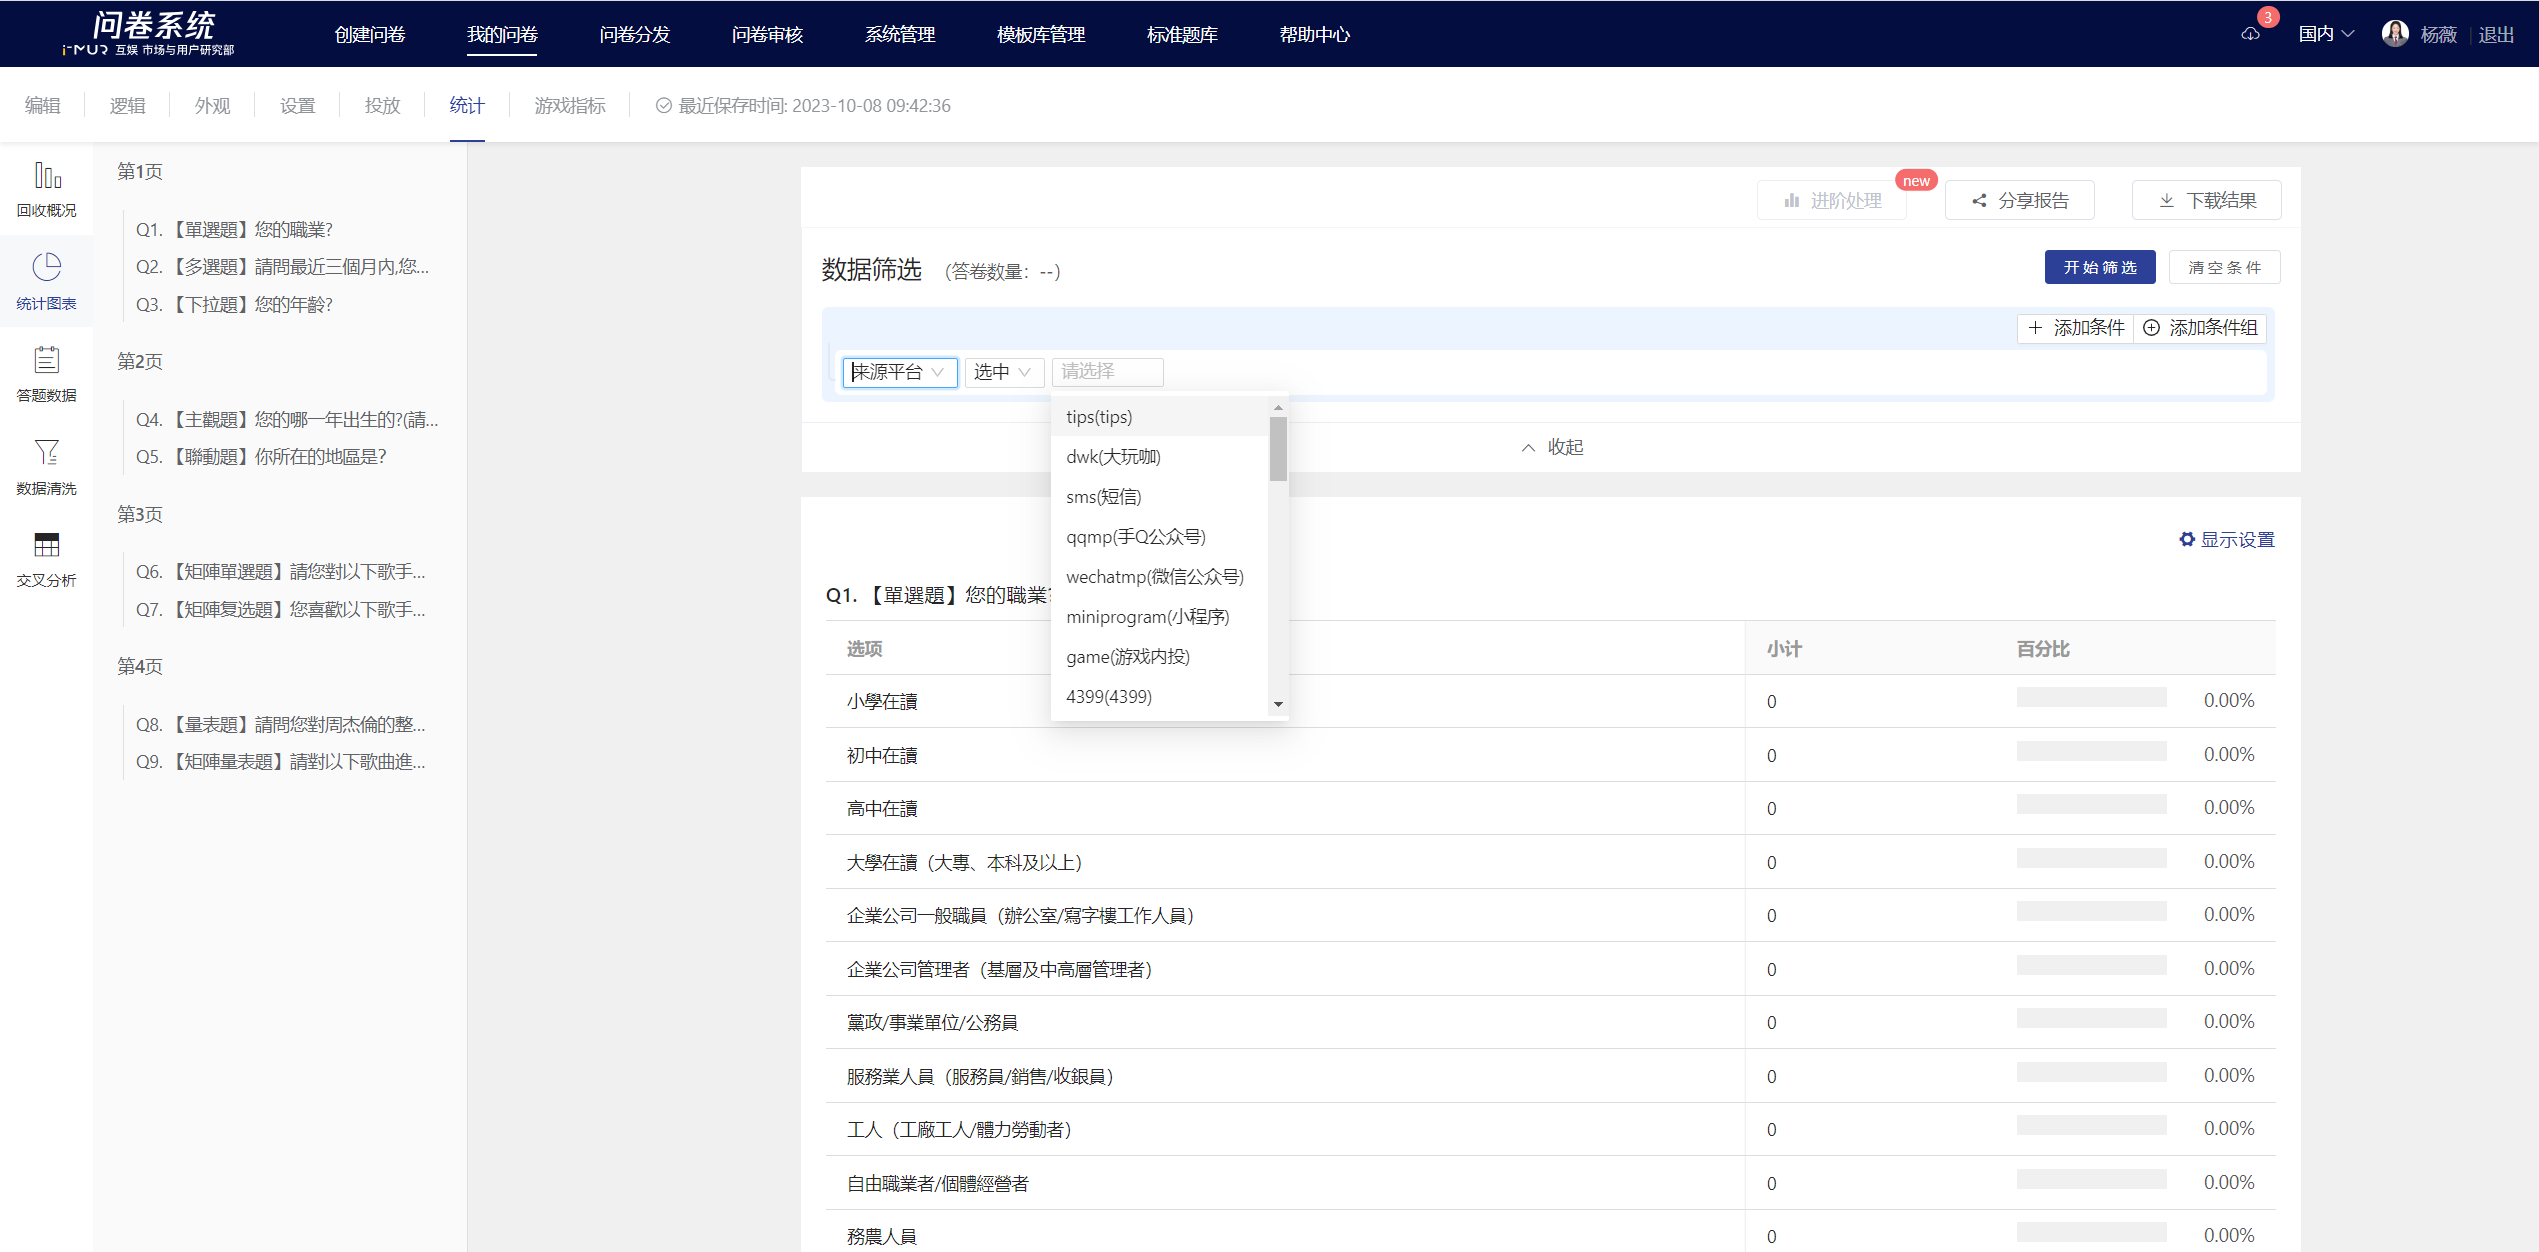 问卷系统
i-MUR 互娱 市场与用户研究部
创建问卷
我的问卷
问卷分发
问卷审核
系统管理
模板库管理
标准题库
帮助中心
3
国内
杨薇
退出
编辑
逻辑
外观
设置
投放
统计
游戏指标
最近保存时间: 2023-10-08 09:42:36
回收概况
统计图表
答题数据
数据清洗
交叉分析
第1页
Q1. 【單選題】您的職業?
Q2. 【多選題】請問最近三個月内,您...
Q3. 【下拉題】您的年齡?
第2页
Q4. 【主觀題】您的哪一年出生的?(請...
Q5. 【聯動題】你所在的地區是?
第3页
Q6. 【矩陣單選題】請您對以下歌手...
Q7. 【矩陣复选題】您喜歡以下歌手...
第4页
Q8. 【量表題】請問您對周杰倫的整...
Q9. 【矩陣量表題】請對以下歌曲進...
进阶处理
new
分享报告
下载结果
数据筛选 (答卷数量: --)
开始筛选
清空条件
添加条件
添加条件组
来源平台
选中
请选择
tips(tips)
dwk(大玩咖)
sms(短信)
qqmp(手Q公众号)
wechatmp(微信公众号)
miniprogram(小程序)
game(游戏内投)
4399(4399)
收起
显示设置
Q1. 【單選題】您的職業?
选项 小计 百分比
小學在讀 0 0.00%
初中在讀 0 0.00%
高中在讀 0 0.00%
大學在讀（大專、本科及以上） 0 0.00%
企業公司一般職員（辦公室/寫字樓工作人員） 0 0.00%
企業公司管理者（基層及中高層管理者） 0 0.00%
黨政/事業單位/公務員 0 0.00%
服務業人員（服務員/銷售/收銀員） 0 0.00%
工人（工廠工人/體力勞動者） 0 0.00%
自由職業者/個體經營者 0 0.00%
務農人員 0 0.00%